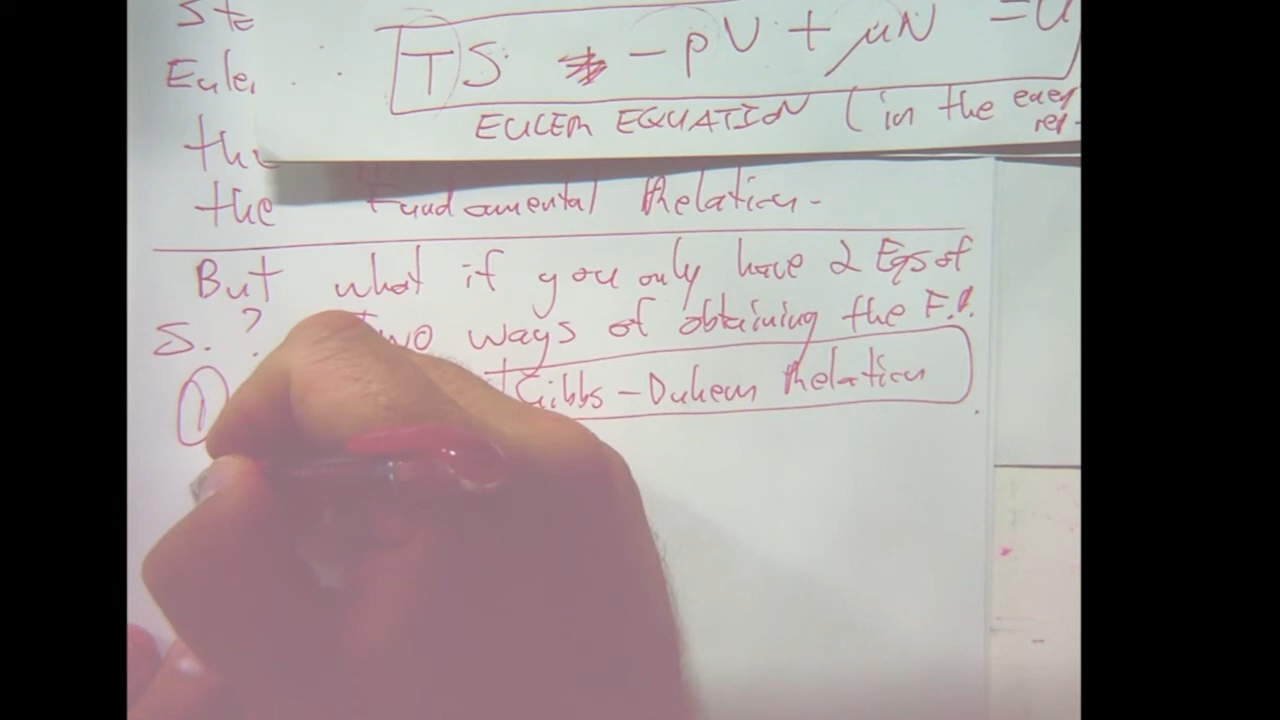 TS - pV + μN = U
EULER EQUATION (in the
the
the Fundamental Relation.
But what if you only have 2 Eqs of
S. ? Two ways of obtaining the F.R.
① Gibbs-Duhem Relation